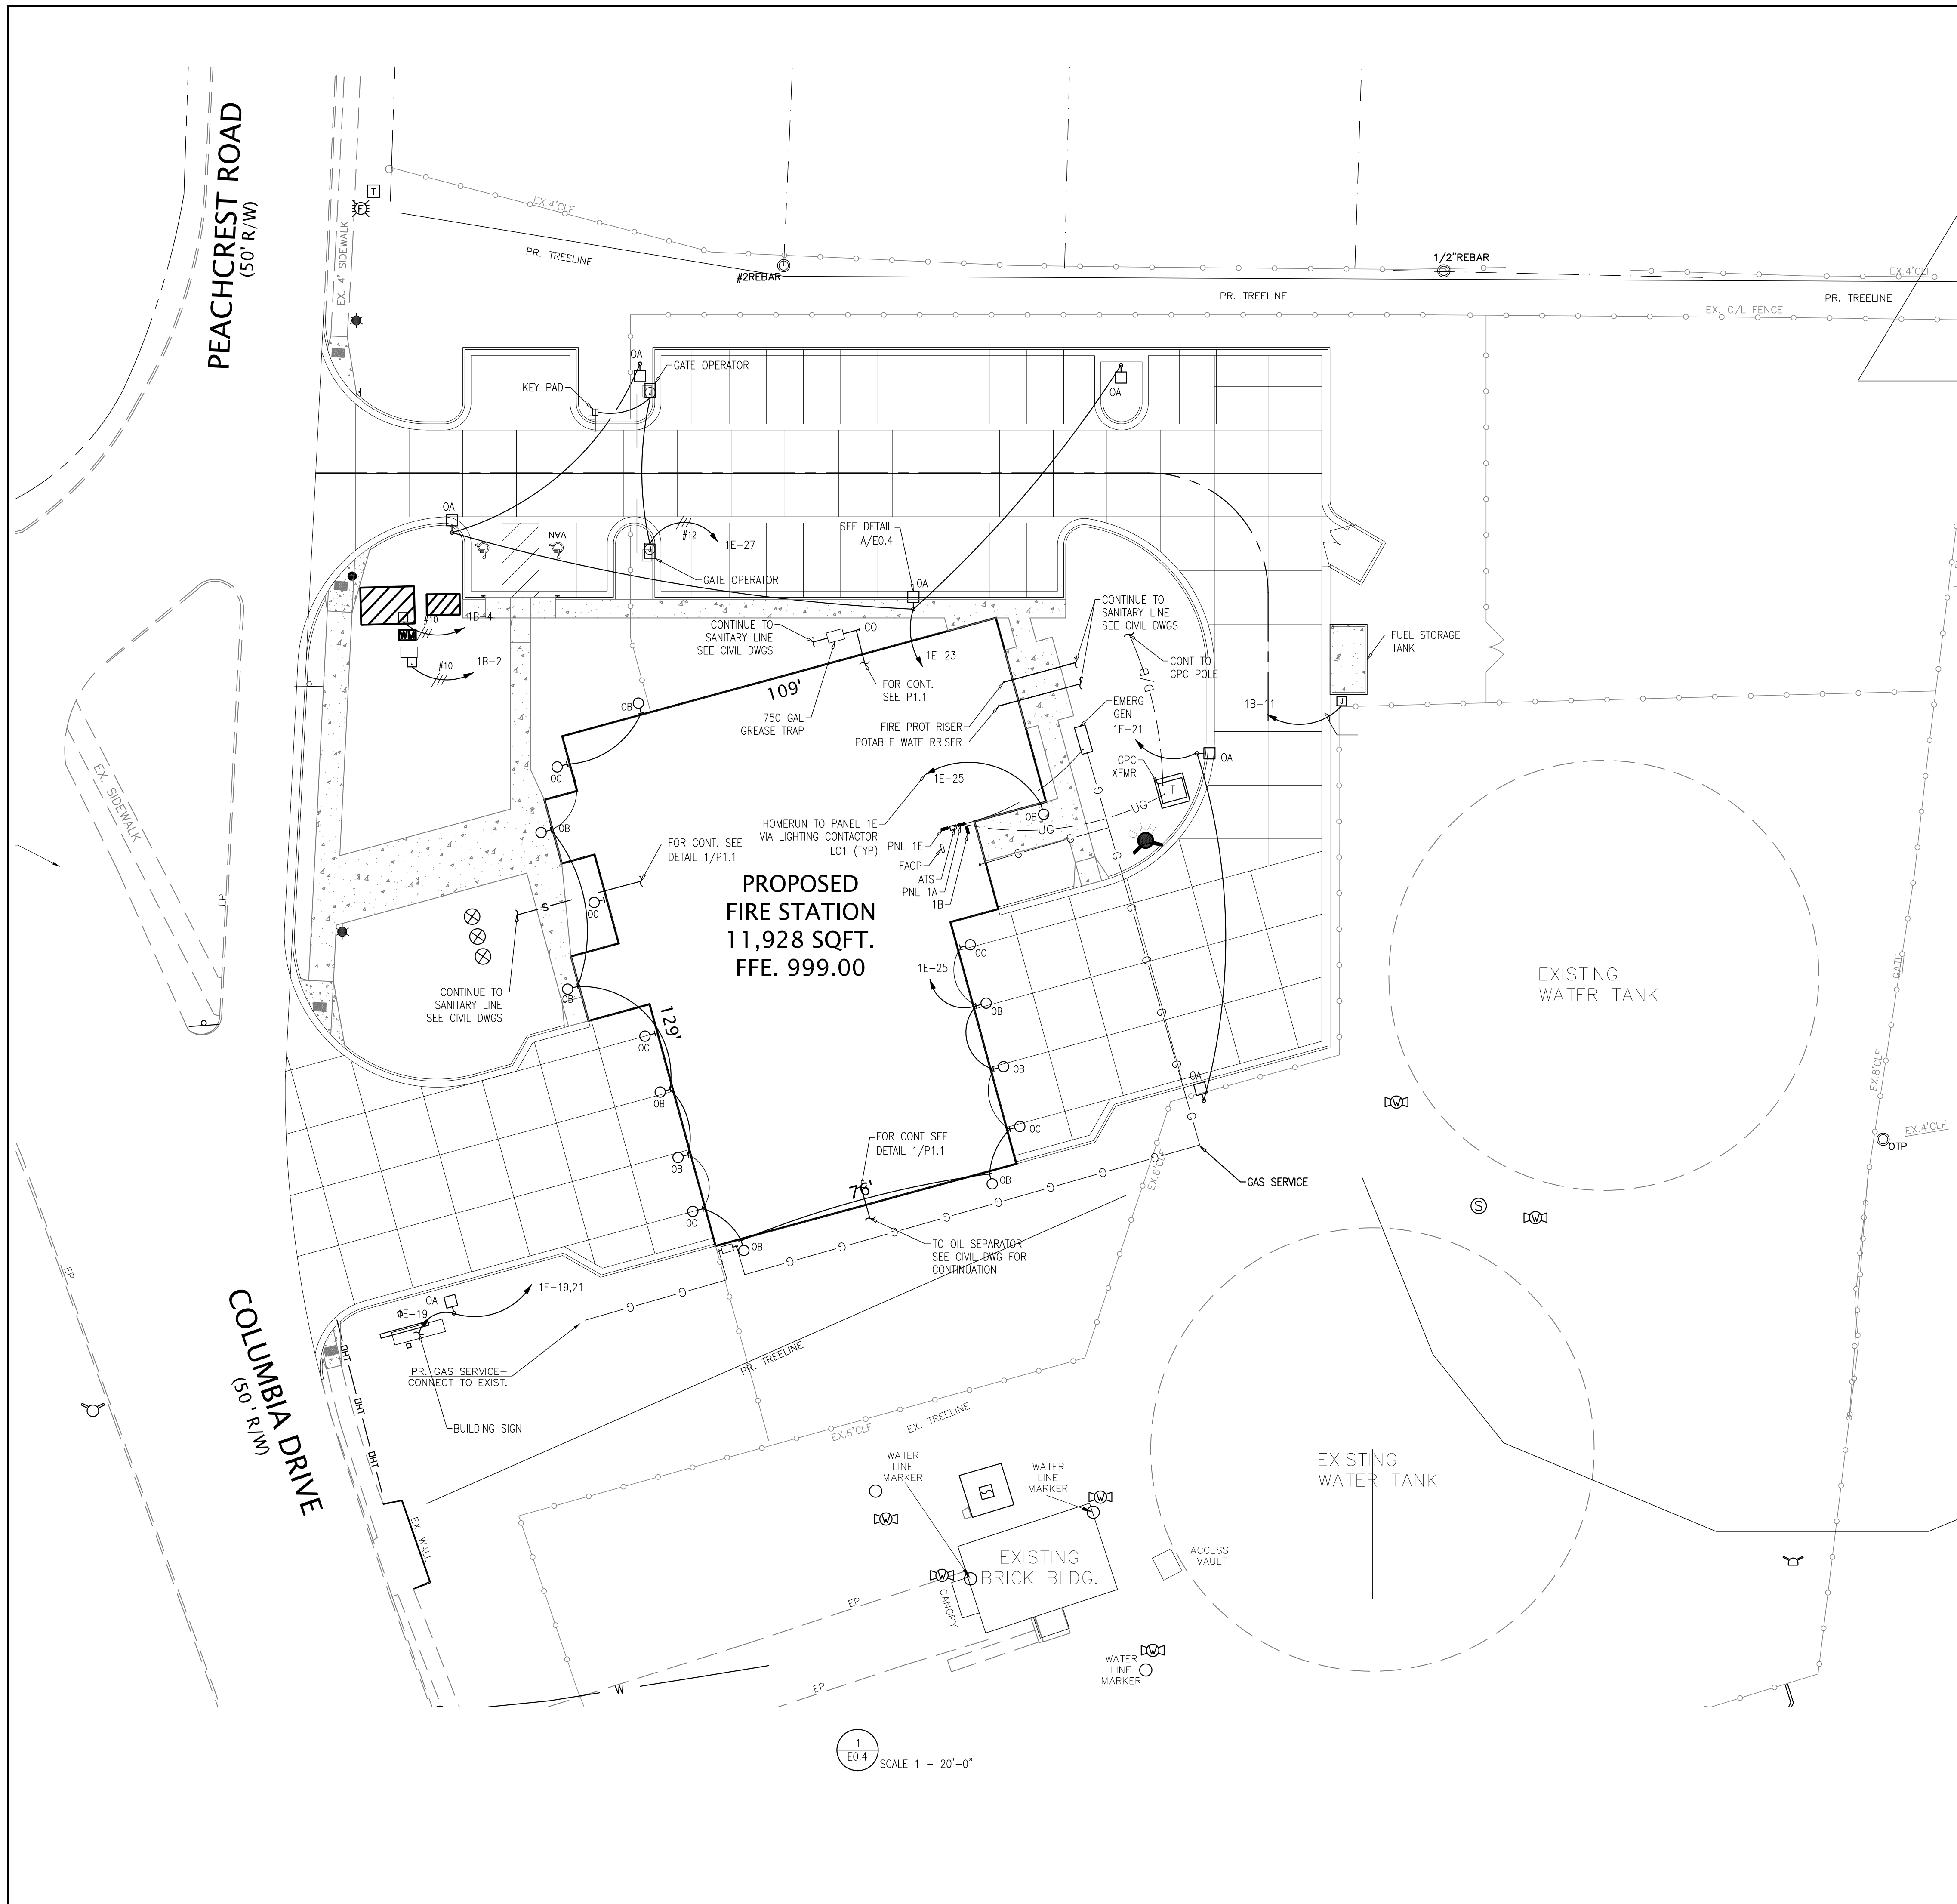 PEACHCREST ROAD
(50' R/W)
T
F
EX. 4' SIDEWALK
EX.4'CLF
PR. TREELINE
#2REBAR
1/2"REBAR
PR. TREELINE
EX.4'CLF
PR. TREELINE
EX. C/L FENCE
OA
GATE OPERATOR
KEY PAD
J
OA
OA
VAN
#12
1E-27
J
GATE OPERATOR
SEE DETAIL
A/E0.4
OA
1B-4
#10
WM
J
1B-2
#10
CONTINUE TO
SANITARY LINE
SEE CIVIL DWGS
CO
1E-23
FOR CONT.
SEE P1.1
109'
750 GAL
GREASE TRAP
CONTINUE TO
SANITARY LINE
SEE CIVIL DWGS
CONT TO
GPC POLE
FIRE PROT RISER
POTABLE WATE RRISER
EMERG
GEN
1E-21
GPC
XFMR
T
OA
1B-11
J
FUEL STORAGE
TANK
OB
OC
OB
1E-25
HOMERUN TO PANEL 1E
VIA LIGHTING CONTACTOR
LC1 (TYP)
PNL 1E
FACP
ATS
PNL 1A
1B
OB
UG
UG
G
G
FOR CONT. SEE
DETAIL 1/P1.1
OC
S
PROPOSED
FIRE STATION
11,928 SQFT.
FFE. 999.00
CONTINUE TO
SANITARY LINE
SEE CIVIL DWGS
OB
1E-25
OC
OB
OB
OC
129'
OC
OB
OB
OC
OB
76'
FOR CONT SEE
DETAIL 1/P1.1
OB
TO OIL SEPARATOR
SEE CIVIL DWG FOR
CONTINUATION
OA
GAS SERVICE
EX.6'CLF
EX. SIDEWALK
EP
EP
EXISTING
WATER TANK
GATE
EX.8'CLF
EX.4'CLF
OTP
W
S
W
COLUMBIA DRIVE
(50' R/W)
OA
1E-19
1E-19,21
PR. GAS SERVICE-
CONNECT TO EXIST.
BUILDING SIGN
PR. TREELINE
OHT
OHT
OHT
EX. WALL
EX.6'CLF
EX. TREELINE
WATER
LINE
MARKER
W
WATER
LINE
MARKER
W
EXISTING
BRICK BLDG.
W
CANOPY
EP
EP
W
ACCESS
VAULT
EXISTING
WATER TANK
WATER
LINE
MARKER
W
1
E0.4
SCALE 1 - 20'-0"